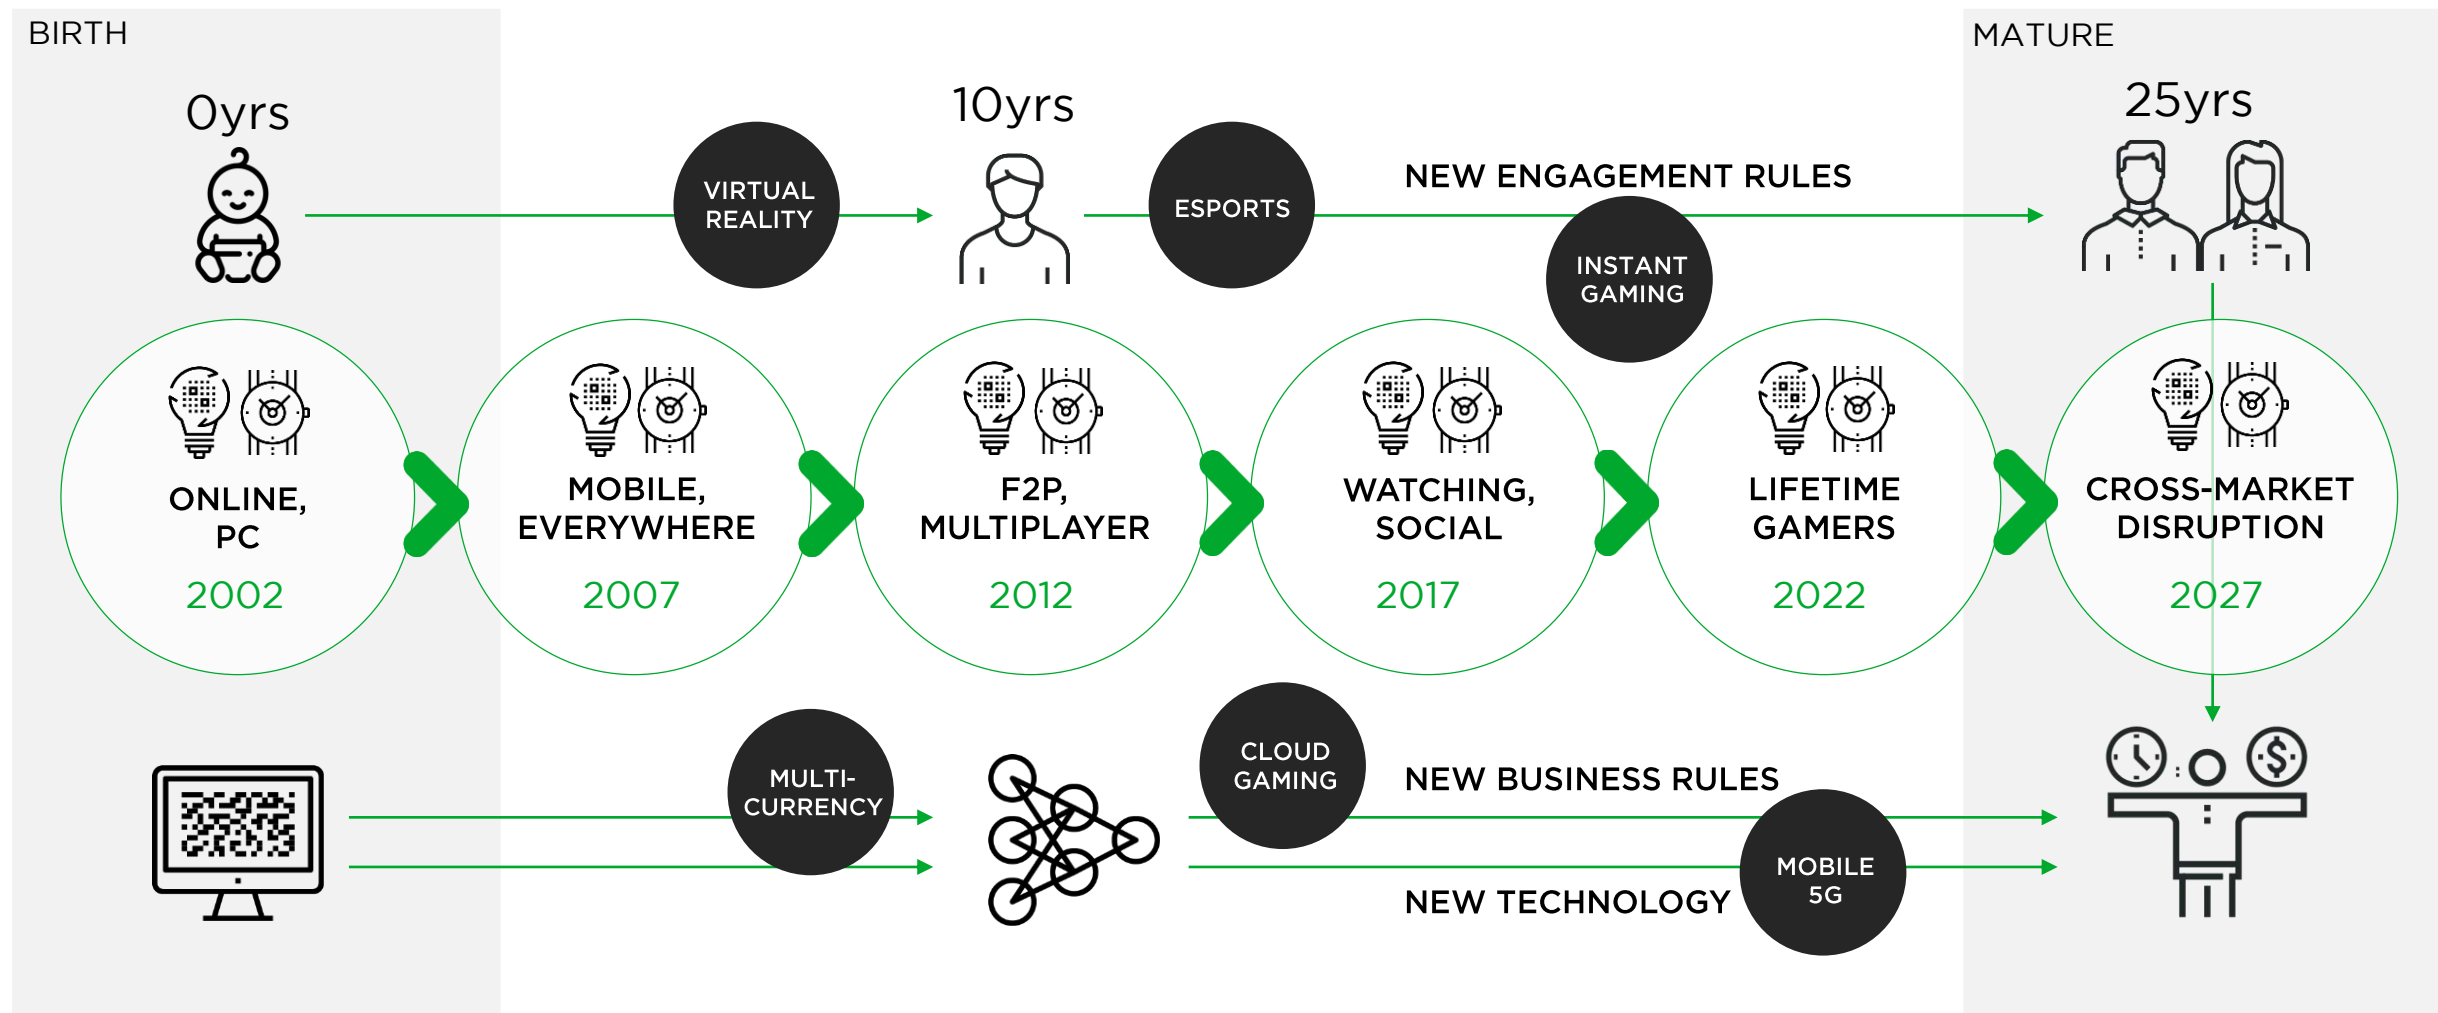 BIRTH
MATURE
0yrs
10yrs
25yrs
VIRTUAL
REALITY
ESPORTS
NEW ENGAGEMENT RULES
INSTANT
GAMING
ONLINE,
PC
2002
MOBILE,
EVERYWHERE
2007
F2P,
MULTIPLAYER
2012
WATCHING,
SOCIAL
2017
LIFETIME
GAMERS
2022
CROSS-MARKET
DISRUPTION
2027
MULTI-
CURRENCY
CLOUD
GAMING
NEW BUSINESS RULES
NEW TECHNOLOGY
MOBILE
5G
$